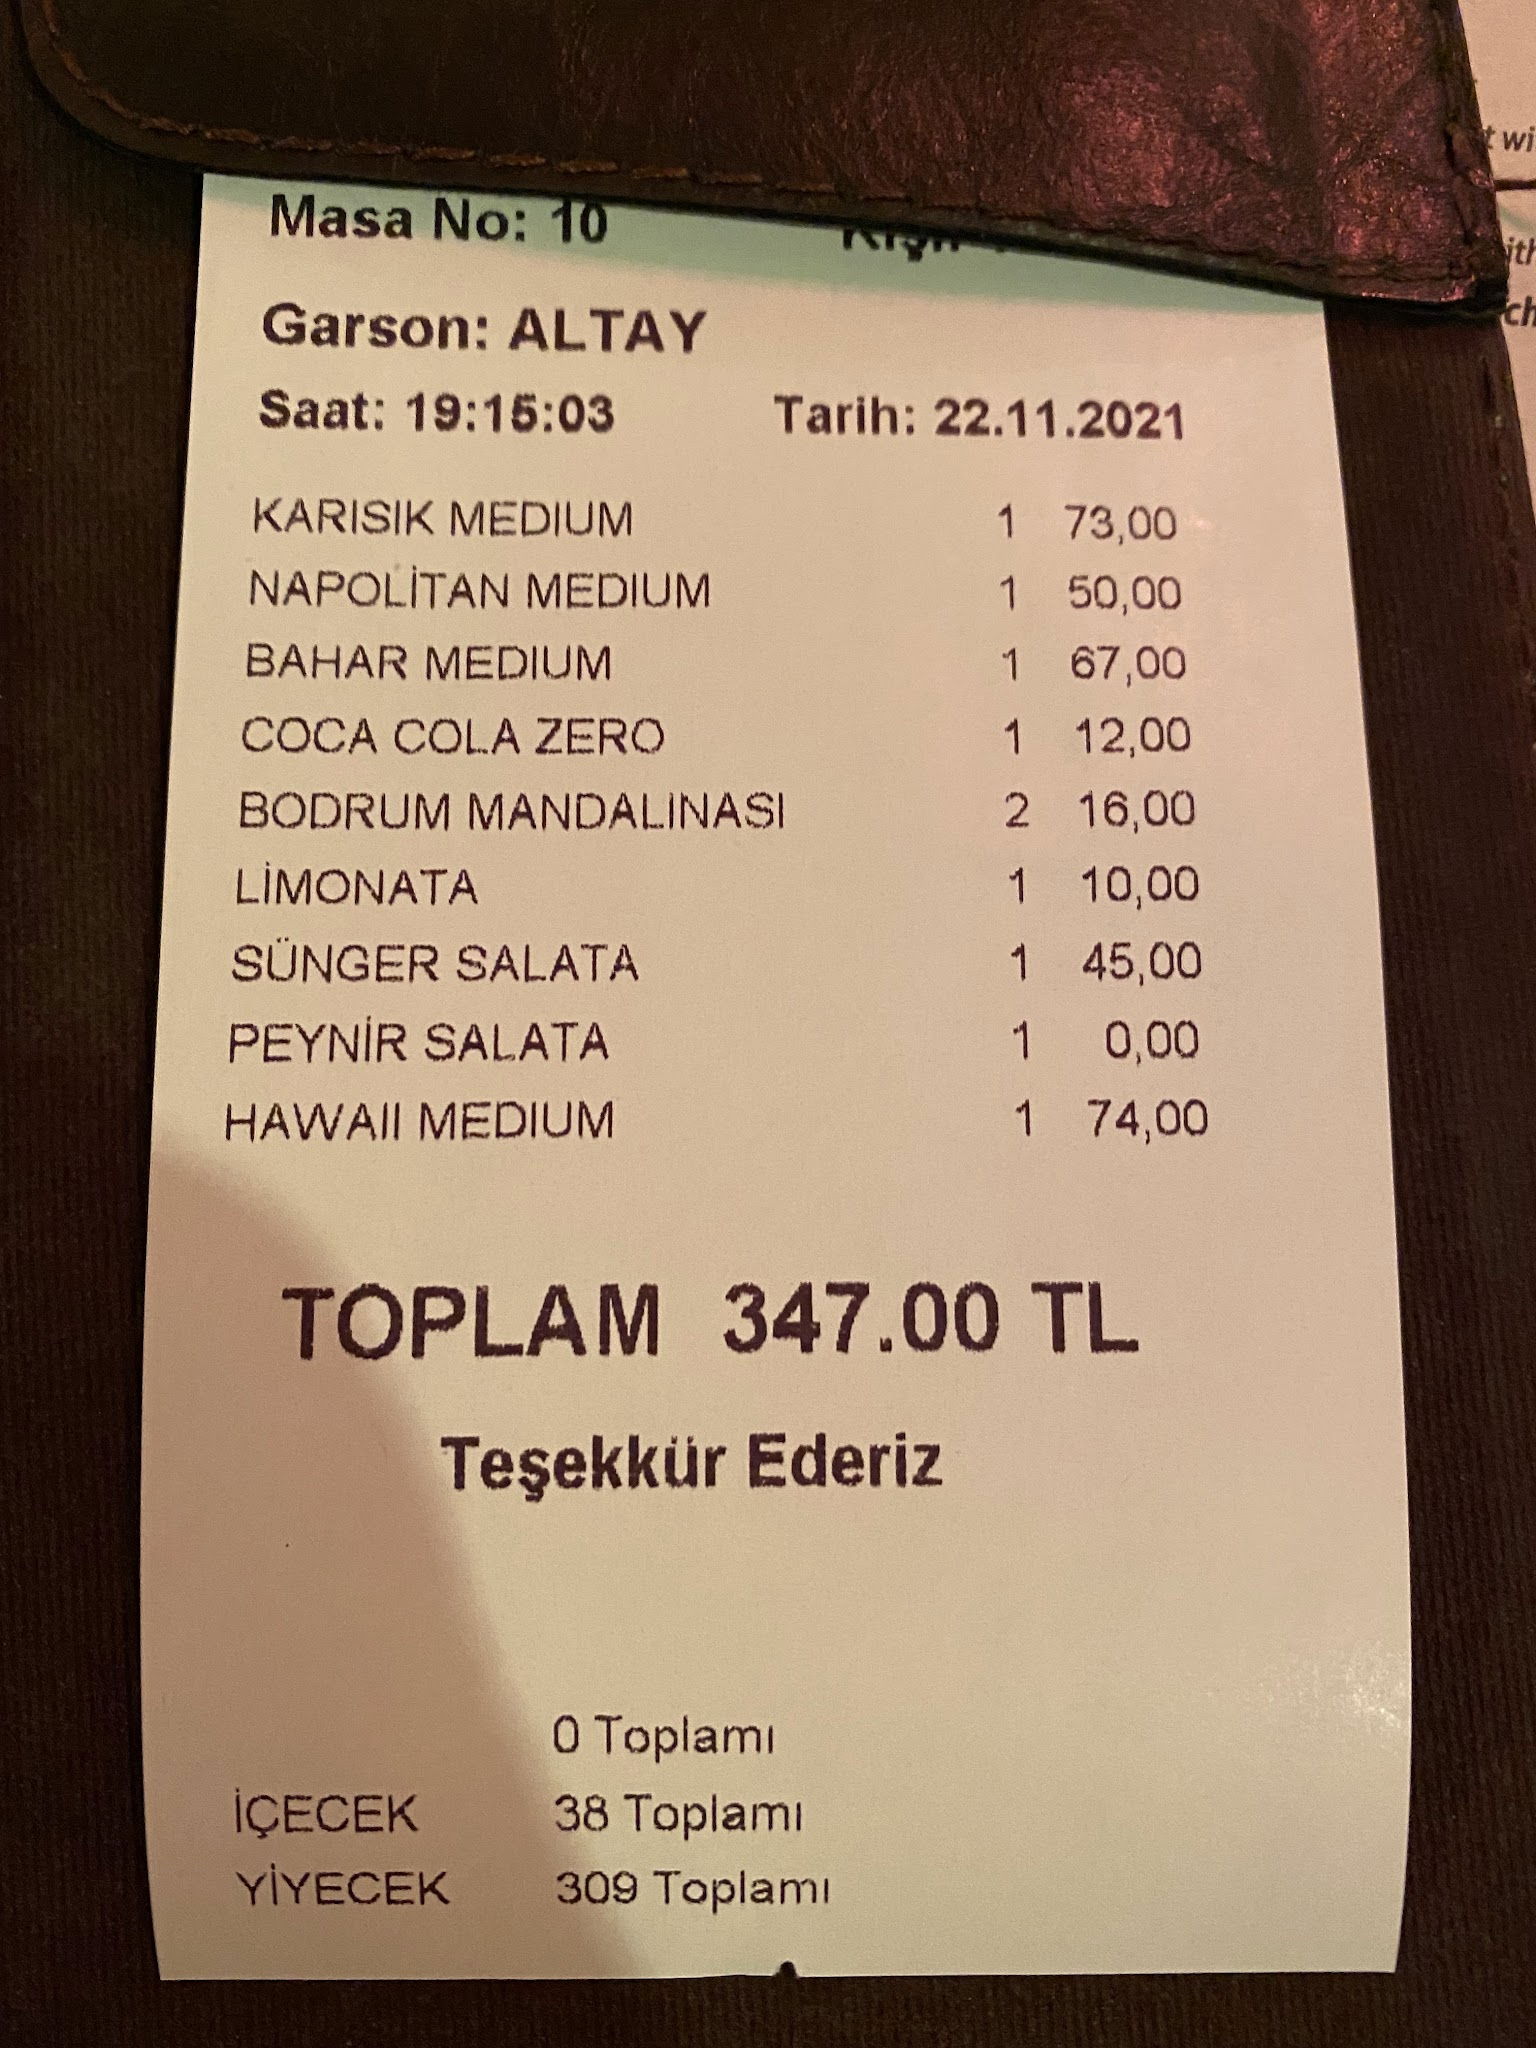 Masa No: 10 Kişi:
Garson: ALTAY
Saat: 19:15:03 Tarih: 22.11.2021
KARISIK MEDIUM 1 73,00
NAPOLİTAN MEDIUM 1 50,00
BAHAR MEDIUM 1 67,00
COCA COLA ZERO 1 12,00
BODRUM MANDALINASI 2 16,00
LİMONATA 1 10,00
SÜNGER SALATA 1 45,00
PEYNİR SALATA 1 0,00
HAWAII MEDIUM 1 74,00
TOPLAM 347.00 TL
Teşekkür Ederiz
0 Toplamı
İÇECEK 38 Toplamı
YİYECEK 309 Toplamı